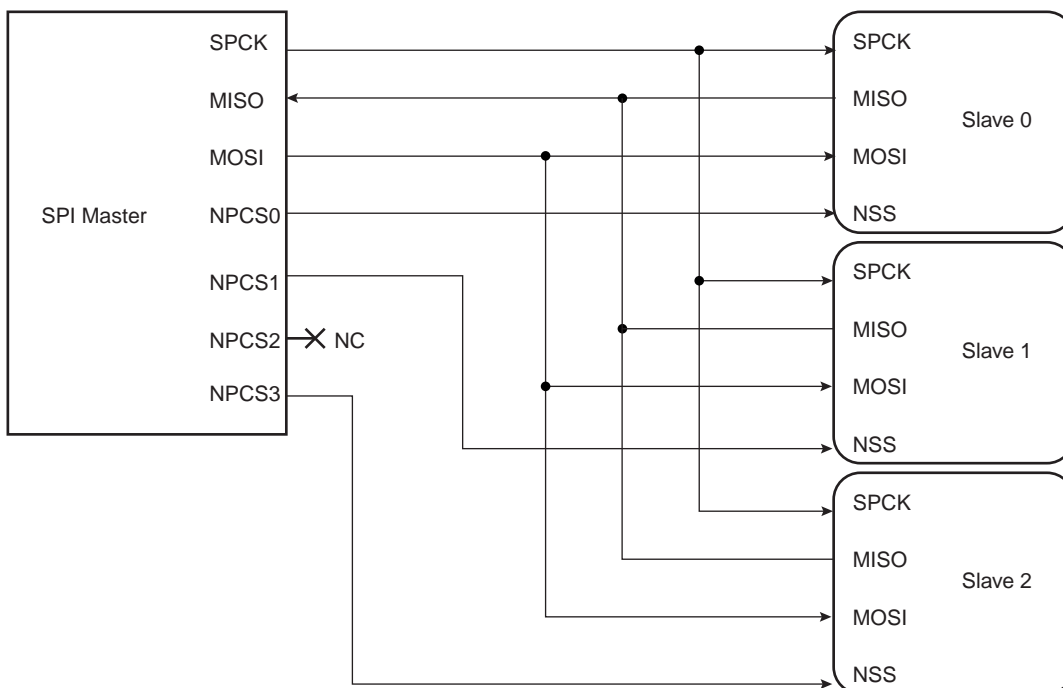 SPI Master
SPCK
MISO
MOSI
NPCS0
NPCS1
NPCS2
NC
NPCS3
SPCK
MISO
Slave 0
MOSI
NSS
SPCK
MISO
Slave 1
MOSI
NSS
SPCK
MISO
Slave 2
MOSI
NSS